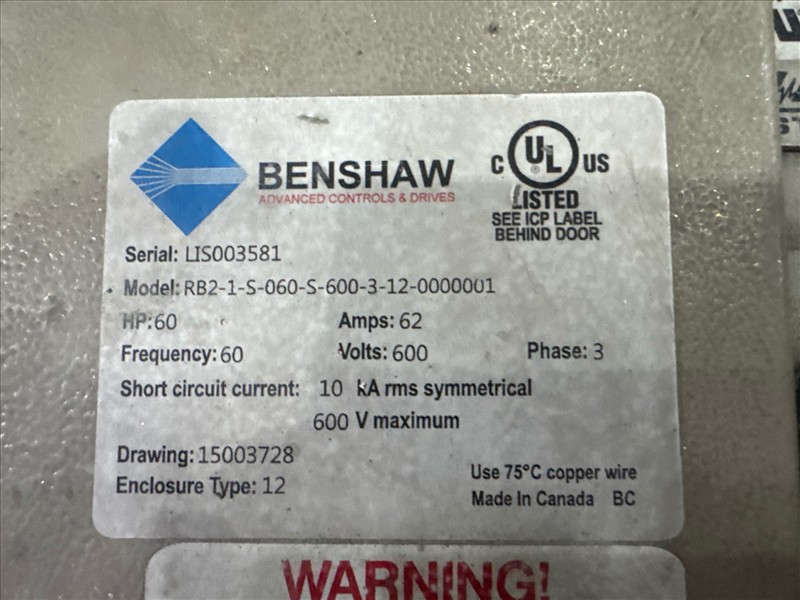 BENSHAW
ADVANCED CONTROLS & DRIVES
C UL US
LISTED
SEE ICP LABEL
BEHIND DOOR
Serial: LIS003581
Model: RB2-1-S-060-S-600-3-12-0000001
HP:60 Amps: 62
Frequency: 60 Volts: 600 Phase: 3
Short circuit current: 10 kA rms symmetrical
600 V maximum
Drawing: 15003728
Enclosure Type: 12
Use 75°C copper wire
Made In Canada BC
WARNING!